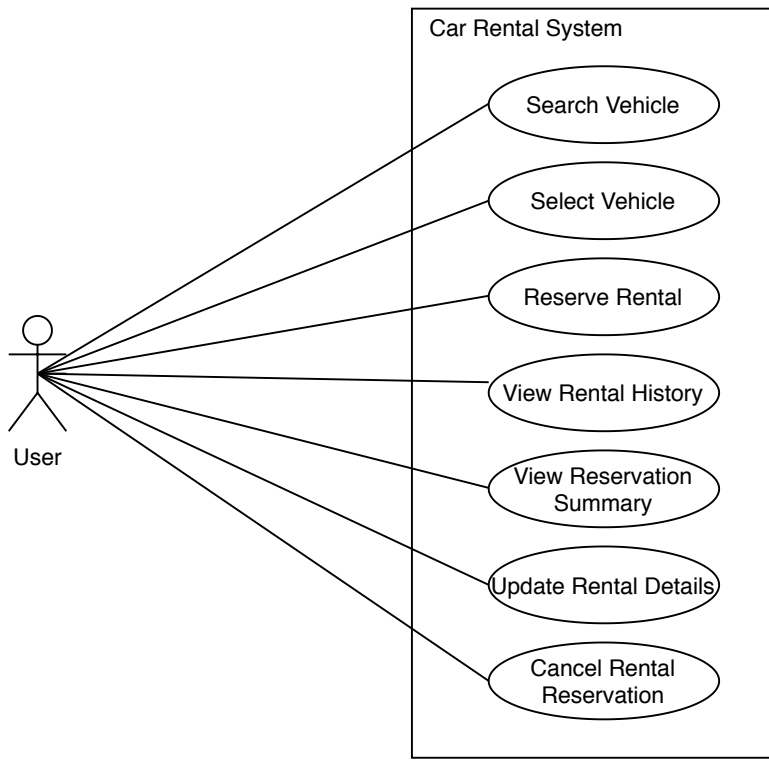 Car Rental System
Search Vehicle
Select Vehicle
Reserve Rental
View Rental History
User
View Reservation
Summary
Update Rental Details
Cancel Rental
Reservation